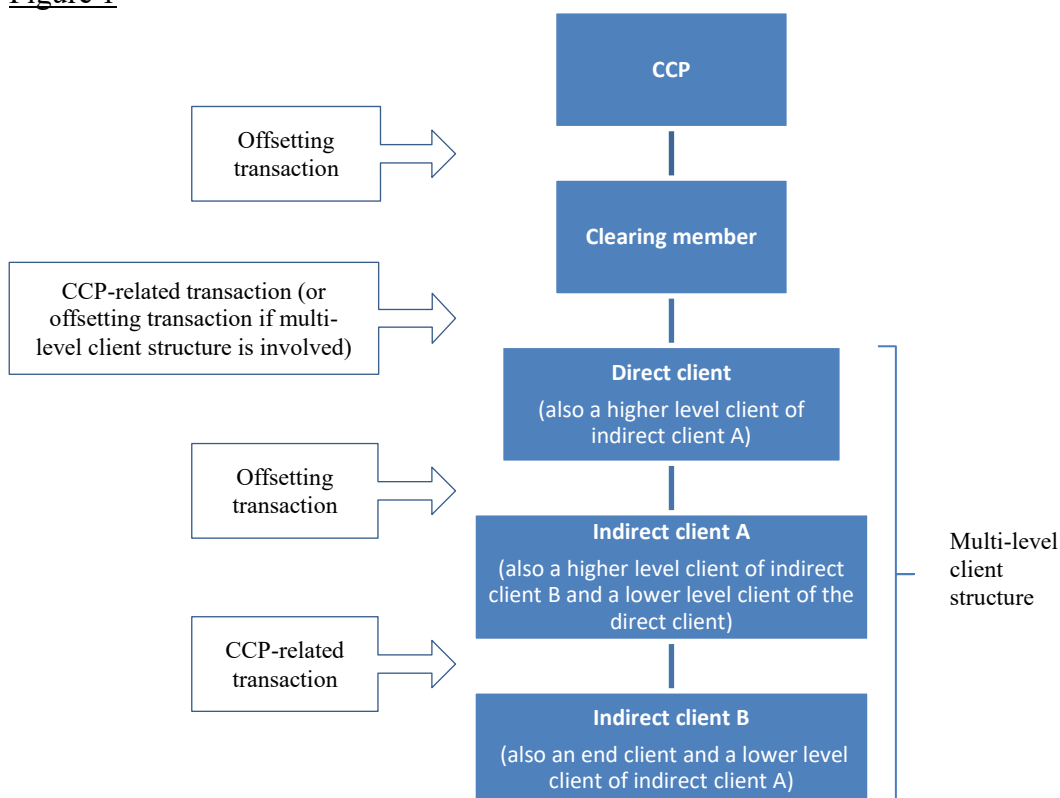 Figure 1
CCP
Offsetting
transaction
Clearing member
CCP-related transaction (or
offsetting transaction if multi-
level client structure is involved)
Direct client
(also a higher level client of
indirect client A)
Offsetting
transaction
Indirect client A
(also a higher level client of indirect
client B and a lower level client of the
direct client)
Multi-level
client
structure
CCP-related
transaction
Indirect client B
(also an end client and a lower level
client of indirect client A)